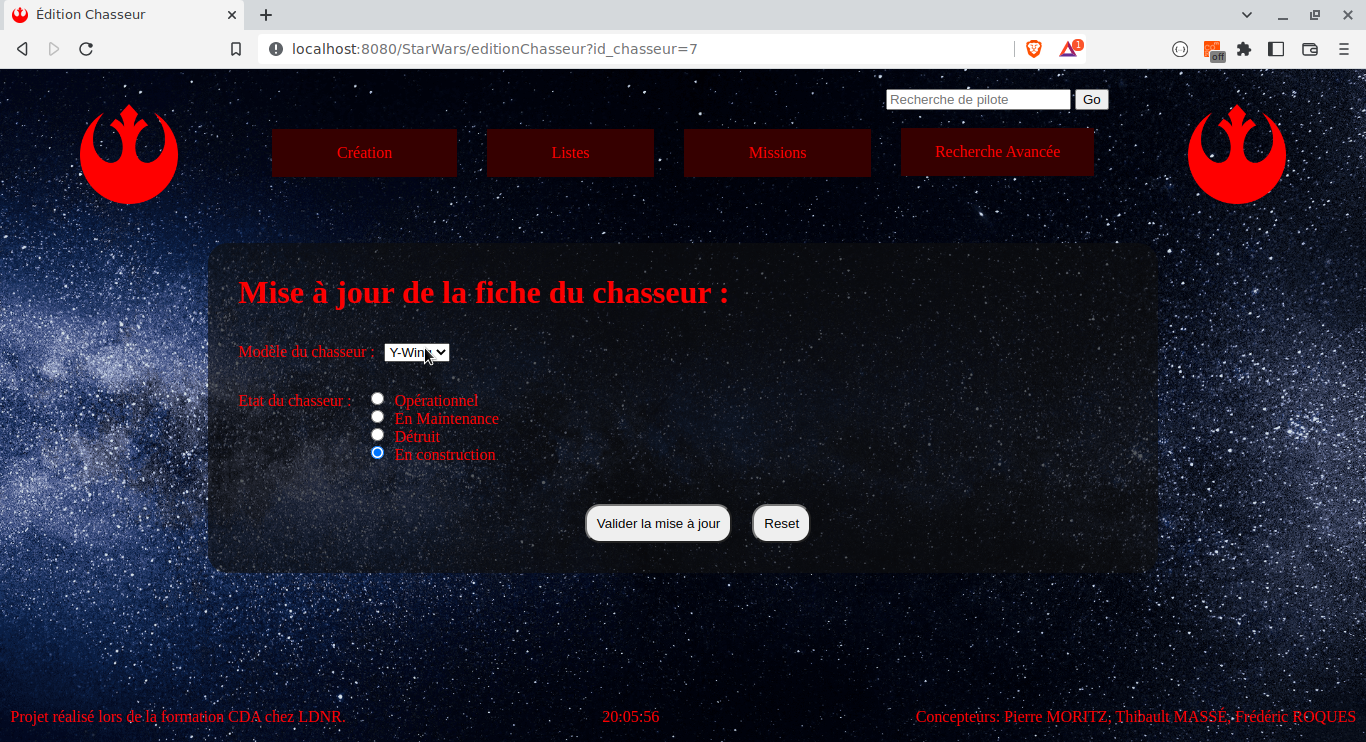 Édition Chasseur
localhost:8080/StarWars/editionChasseur?id_chasseur=7
1
off
Recherche de pilote Go
Création Listes Missions Recherche Avancée
Mise à jour de la fiche du chasseur :
Modèle du chasseur :
Etat du chasseur : Opérationnel
En Maintenance
Détruit
En construction
Valider la mise à jour Reset
Projet réalisé lors de la formation CDA chez LDNR. 20:05:56 Concepteurs: Pierre MORITZ, Thibault MASSÉ, Frédéric ROQUES